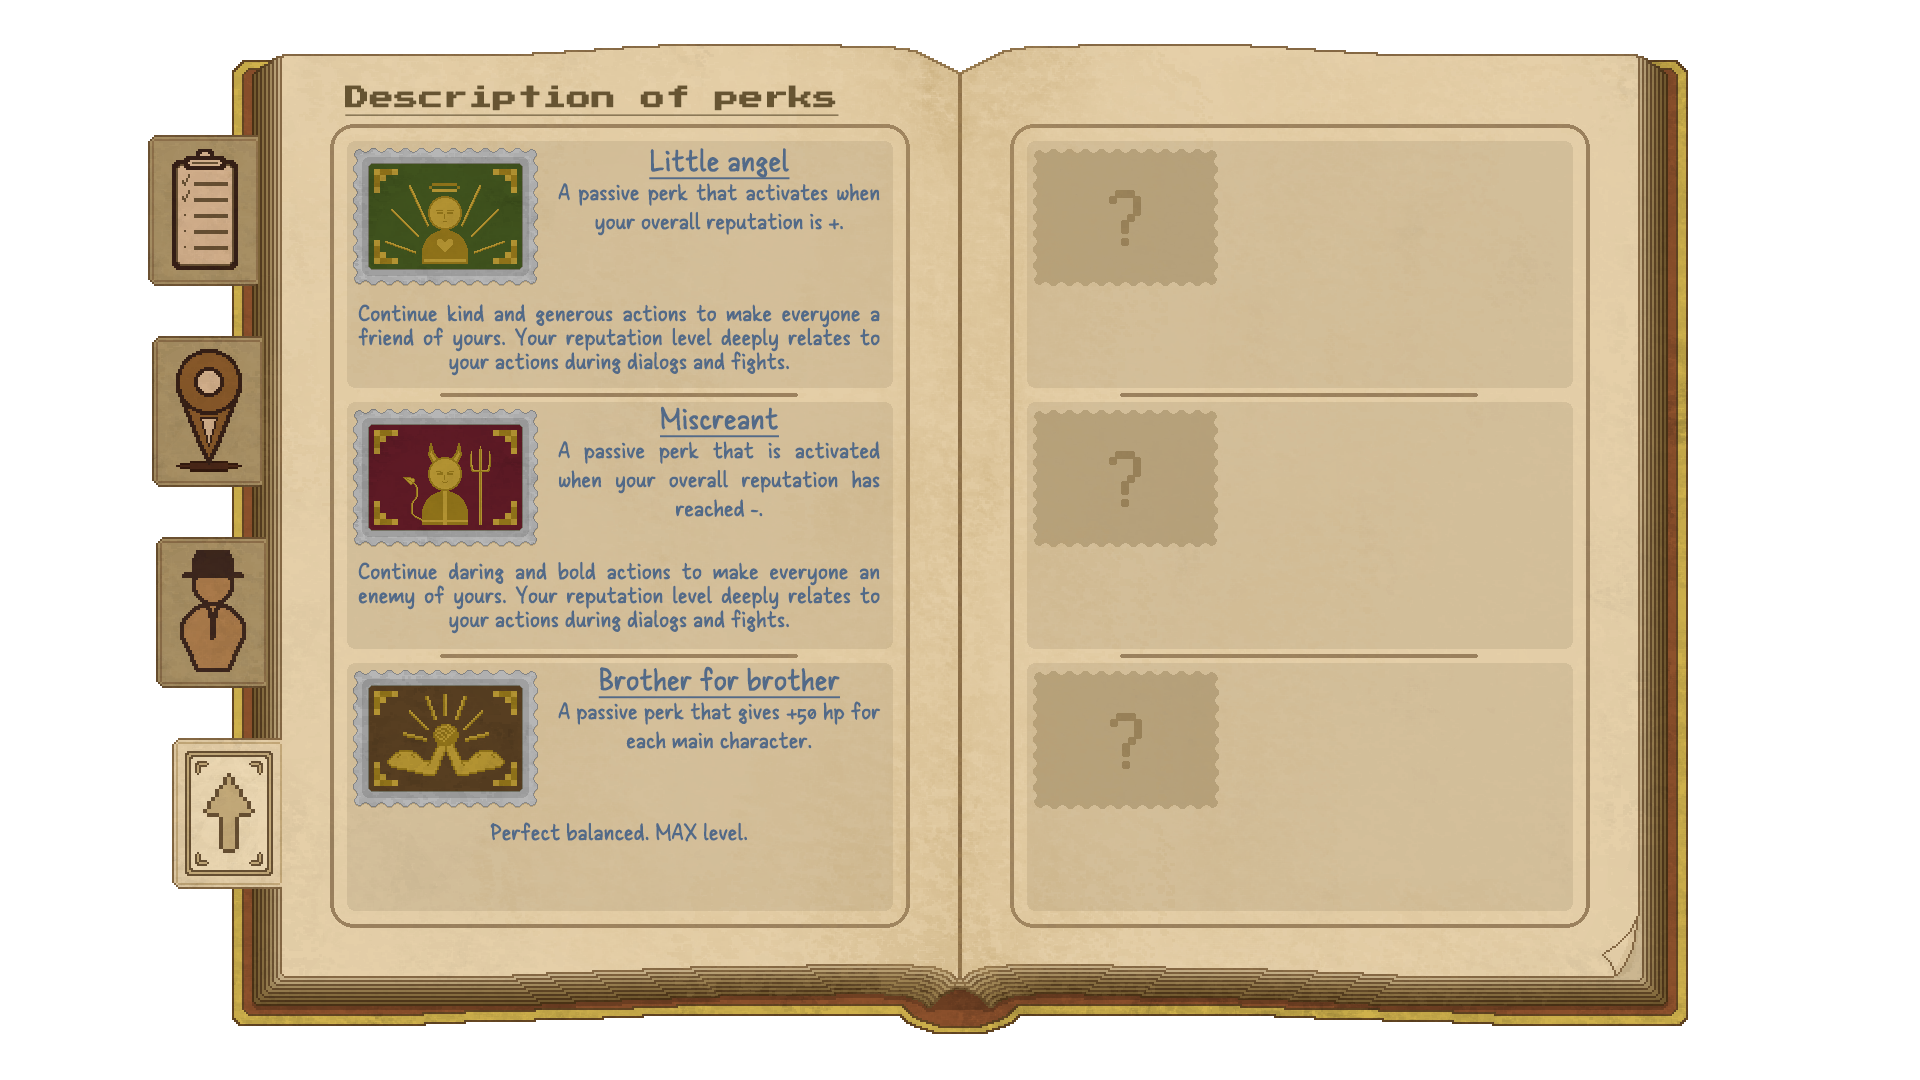 Description of perks
Little angel
A passive perk that activates when
your overall reputation is +.
Continue kind and generous actions to make everyone a
friend of yours. Your reputation level deeply relates to
your actions during dialogs and fights.
Miscreant
A passive perk that is activated
when your overall reputation has
reached -.
Continue daring and bold actions to make everyone an
enemy of yours. Your reputation level deeply relates to
your actions during dialogs and fights.
Brother for brother
A passive perk that gives +50 hp for
each main character.
Perfect balanced. MAX level.
?
?
?